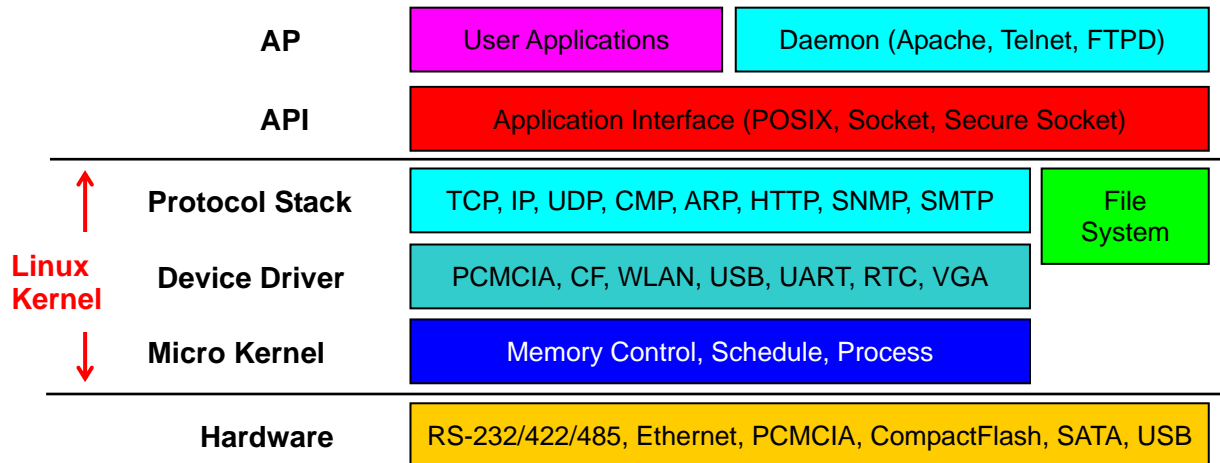 AP
User Applications
Daemon (Apache, Telnet, FTPD)
API
Application Interface (POSIX, Socket, Secure Socket)
Protocol Stack
TCP, IP, UDP, CMP, ARP, HTTP, SNMP, SMTP
File
System
Linux
Kernel
Device Driver
PCMCIA, CF, WLAN, USB, UART, RTC, VGA
Micro Kernel
Memory Control, Schedule, Process
Hardware
RS-232/422/485, Ethernet, PCMCIA, CompactFlash, SATA, USB